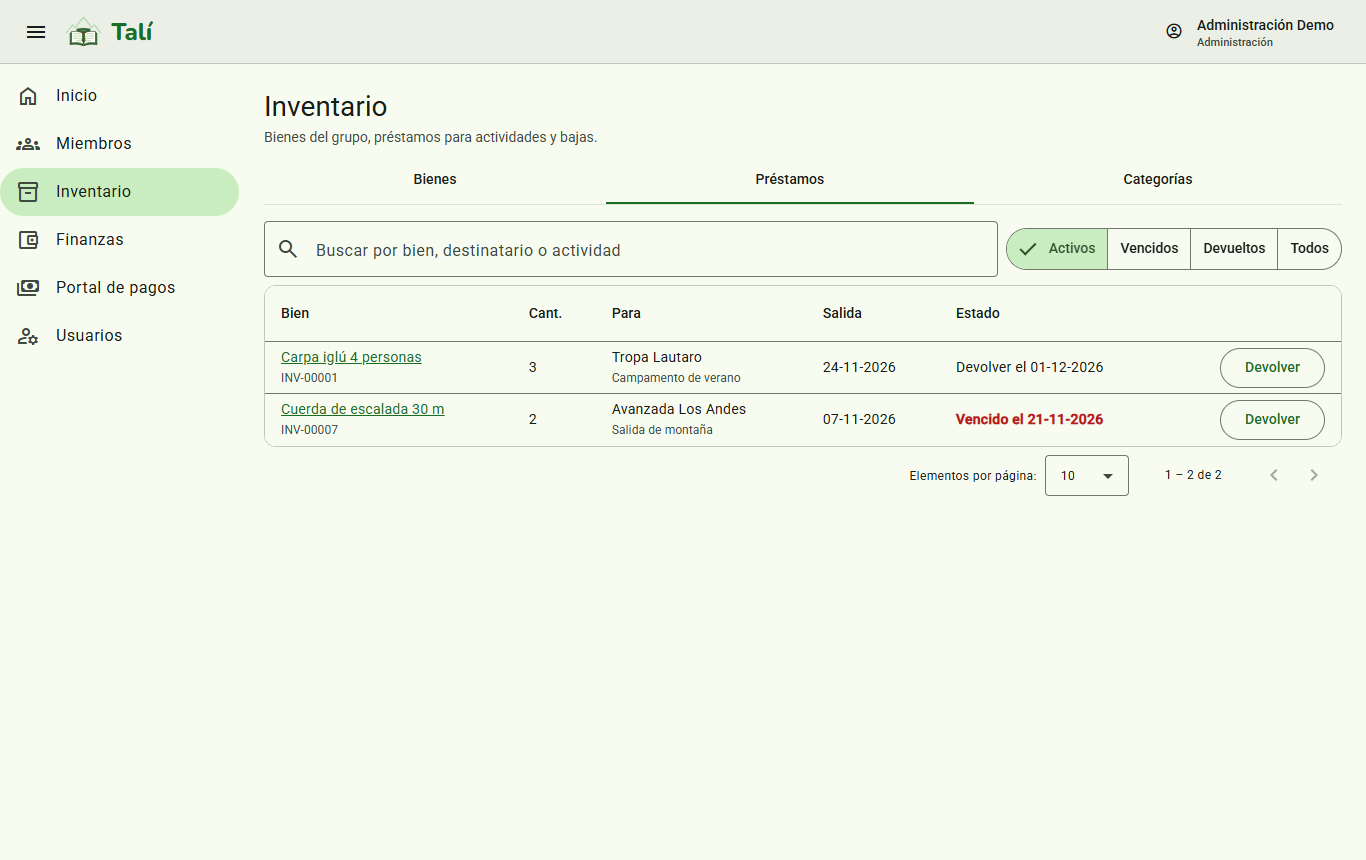 Talí
Administración Demo
Administración
Inicio
Miembros
Inventario
Finanzas
Portal de pagos
Usuarios
Inventario
Bienes del grupo, préstamos para actividades y bajas.
Bienes Préstamos Categorías
Buscar por bien, destinatario o actividad
Activos Vencidos Devueltos Todos
Bien Cant. Para Salida Estado
Carpa iglú 4 personas
INV-00001
3
Tropa Lautaro
Campamento de verano
24-11-2026
Devolver el 01-12-2026
Devolver
Cuerda de escalada 30 m
INV-00007
2
Avanzada Los Andes
Salida de montaña
07-11-2026
Vencido el 21-11-2026
Devolver
Elementos por página: 10 1 – 2 de 2